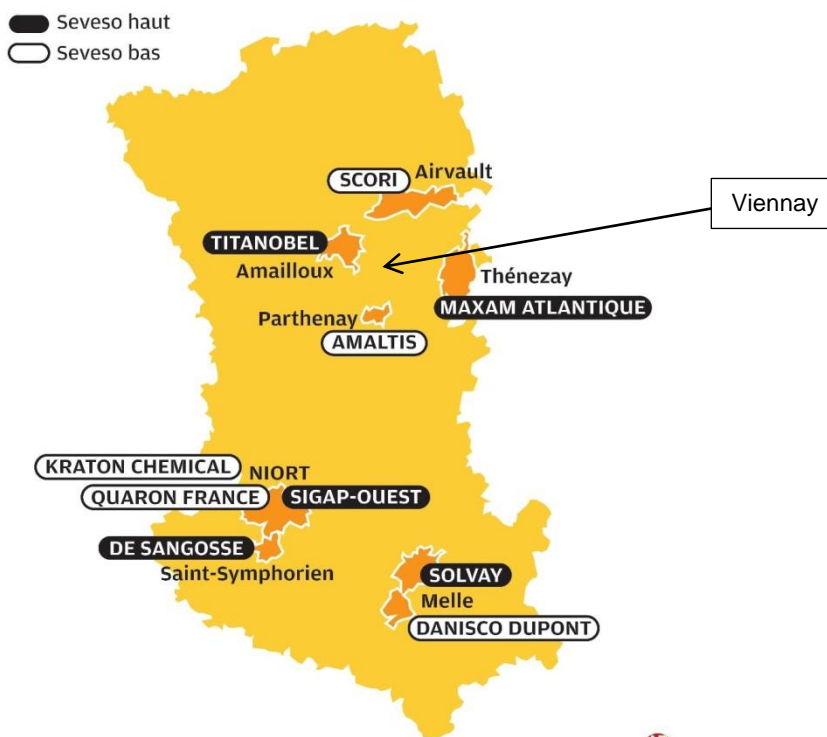 Seveso haut
Seveso bas
SCORI
Airvault
Viennay
TITANOBEL
Amailloux
Thénezay
MAXAM ATLANTIQUE
Parthenay
AMALTIS
KRATON CHEMICAL
NIORT
QUARON FRANCE
SIGAP-OUEST
DE SANGOSSE
Saint-Symphorien
SOLVAY
Melle
DANISCO DUPONT